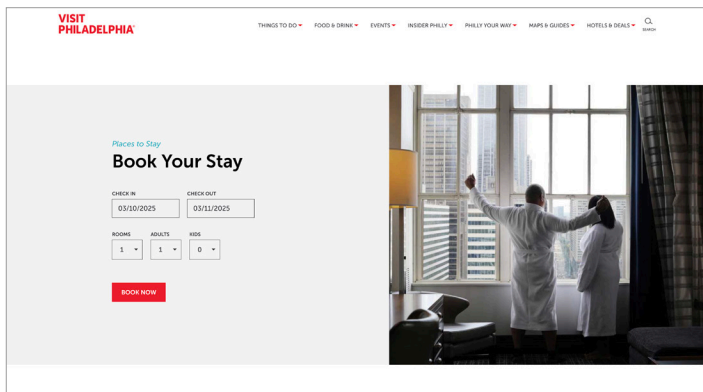 VISIT
PHILADELPHIA®
THINGS TO DO
FOOD & DRINK
EVENTS
INSIDER PHILLY
PHILLY YOUR WAY
MAPS & GUIDES
HOTELS & DEALS
SEARCH
Places to Stay
Book Your Stay
CHECK IN
CHECK OUT
03/10/2025
03/11/2025
ROOMS
ADULTS
KIDS
1
1
0
BOOK NOW